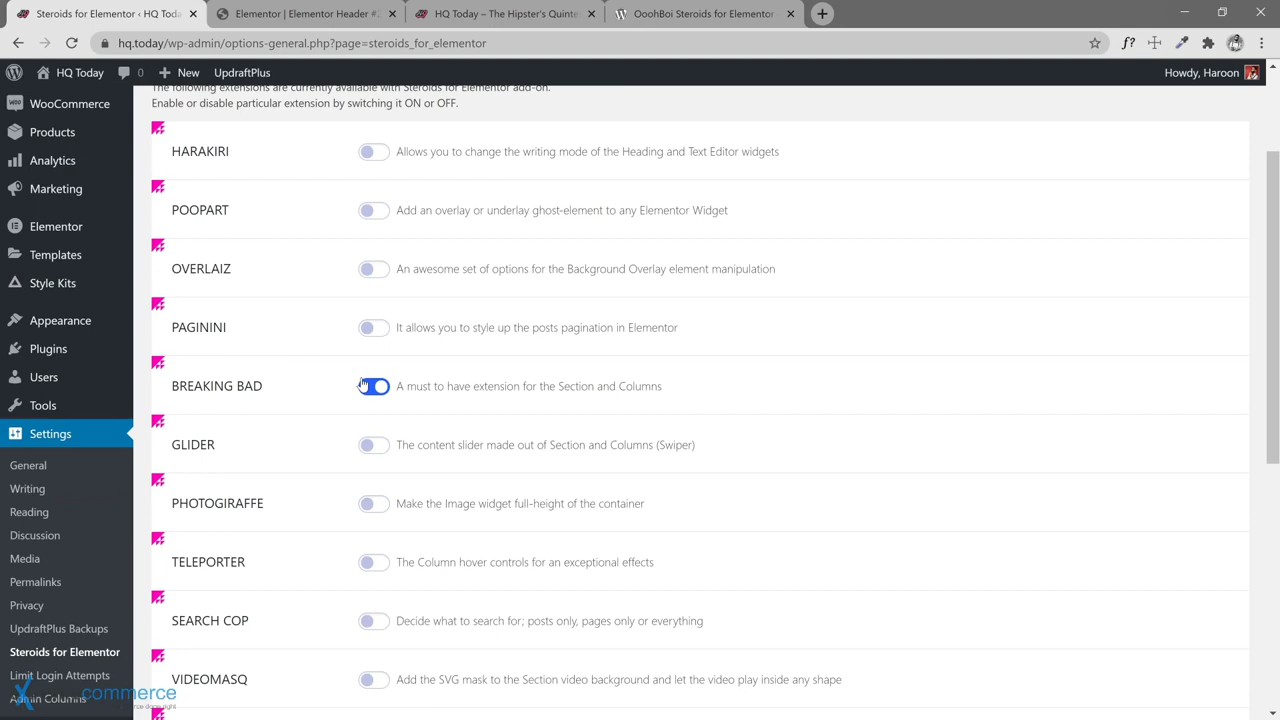 Steroids for Elementor ‹ HQ Today
Elementor | Elementor Header #2
HQ Today – The Hipster's Quinte
OoohBoi Steroids for Elementor
hq.today/wp-admin/options-general.php?page=steroids_for_elementor
f?
HQ Today
0
New
UpdraftPlus
Howdy, Haroon
WooCommerce
Products
Analytics
Marketing
Elementor
Templates
Style Kits
Appearance
Plugins
Users
Tools
Settings
General
Writing
Reading
Discussion
Media
Permalinks
Privacy
UpdraftPlus Backups
Steroids for Elementor
Limit Login Attempts
Admin Columns
commerce
The following extensions are currently available with Steroids for Elementor add-on.
Enable or disable particular extension by switching it ON or OFF.
HARAKIRI
Allows you to change the writing mode of the Heading and Text Editor widgets
POOPART
Add an overlay or underlay ghost-element to any Elementor Widget
OVERLAIZ
An awesome set of options for the Background Overlay element manipulation
PAGININI
It allows you to style up the posts pagination in Elementor
BREAKING BAD
A must to have extension for the Section and Columns
GLIDER
The content slider made out of Section and Columns (Swiper)
PHOTOGIRAFFE
Make the Image widget full-height of the container
TELEPORTER
The Column hover controls for an exceptional effects
SEARCH COP
Decide what to search for; posts only, pages only or everything
VIDEOMASQ
Add the SVG mask to the Section video background and let the video play inside any shape